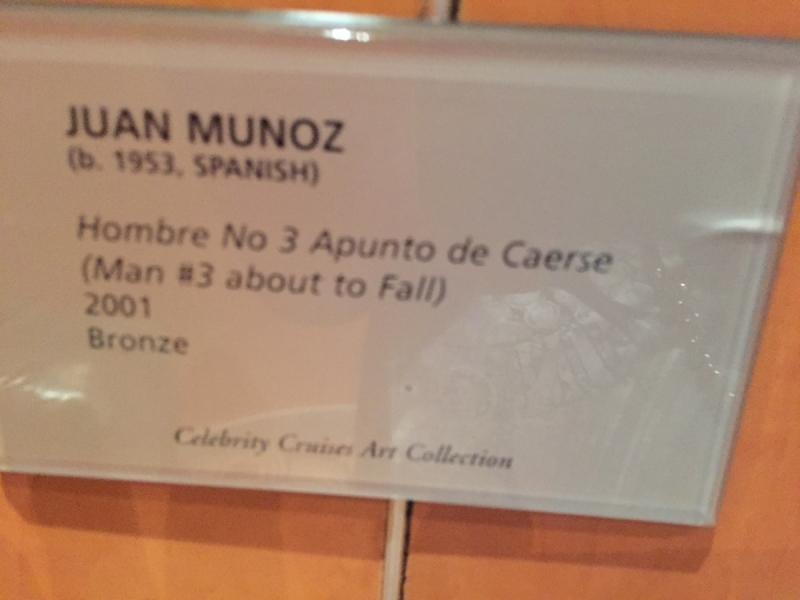 JUAN MUNOZ
(b. 1953, SPANISH)
Hombre No 3 Apunto de Caerse
(Man #3 about to Fall)
2001
Bronze
Celebrity Cruises Art Collection